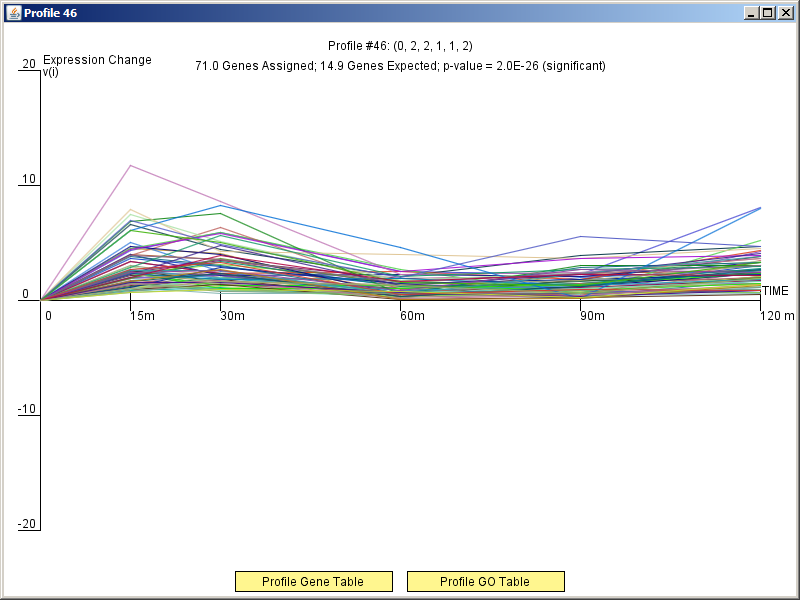 Profile 46
Profile #46: (0, 2, 2, 1, 1, 2)
71.0 Genes Assigned; 14.9 Genes Expected; p-value = 2.0E-26 (significant)
Expression Change
v(i)
20
10
0
-10
-20
0
15m
30m
60m
90m
120 m
TIME
Profile Gene Table
Profile GO Table